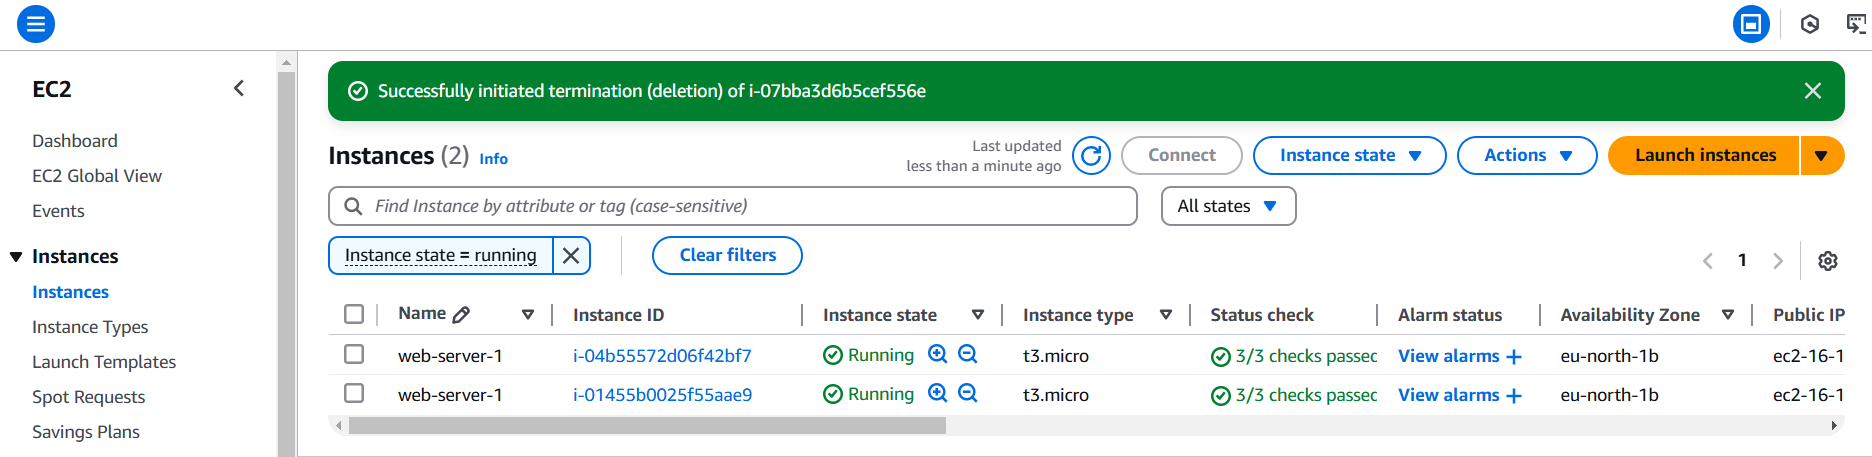 EC2
Dashboard
EC2 Global View
Events
Instances
Instances
Instance Types
Launch Templates
Spot Requests
Savings Plans
Successfully initiated termination (deletion) of i-07bba3d6b5cef556e
Instances (2) Info
Last updated
less than a minute ago
Connect
Instance state
Actions
Launch instances
Find Instance by attribute or tag (case-sensitive)
All states
Instance state = running
Clear filters
1
Name Instance ID Instance state Instance type Status check Alarm status Availability Zone Public IP
web-server-1 i-04b55572d06f42bf7 Running t3.micro 3/3 checks passed View alarms + eu-north-1b ec2-16-1
web-server-1 i-01455b0025f55aae9 Running t3.micro 3/3 checks passed View alarms + eu-north-1b ec2-16-1